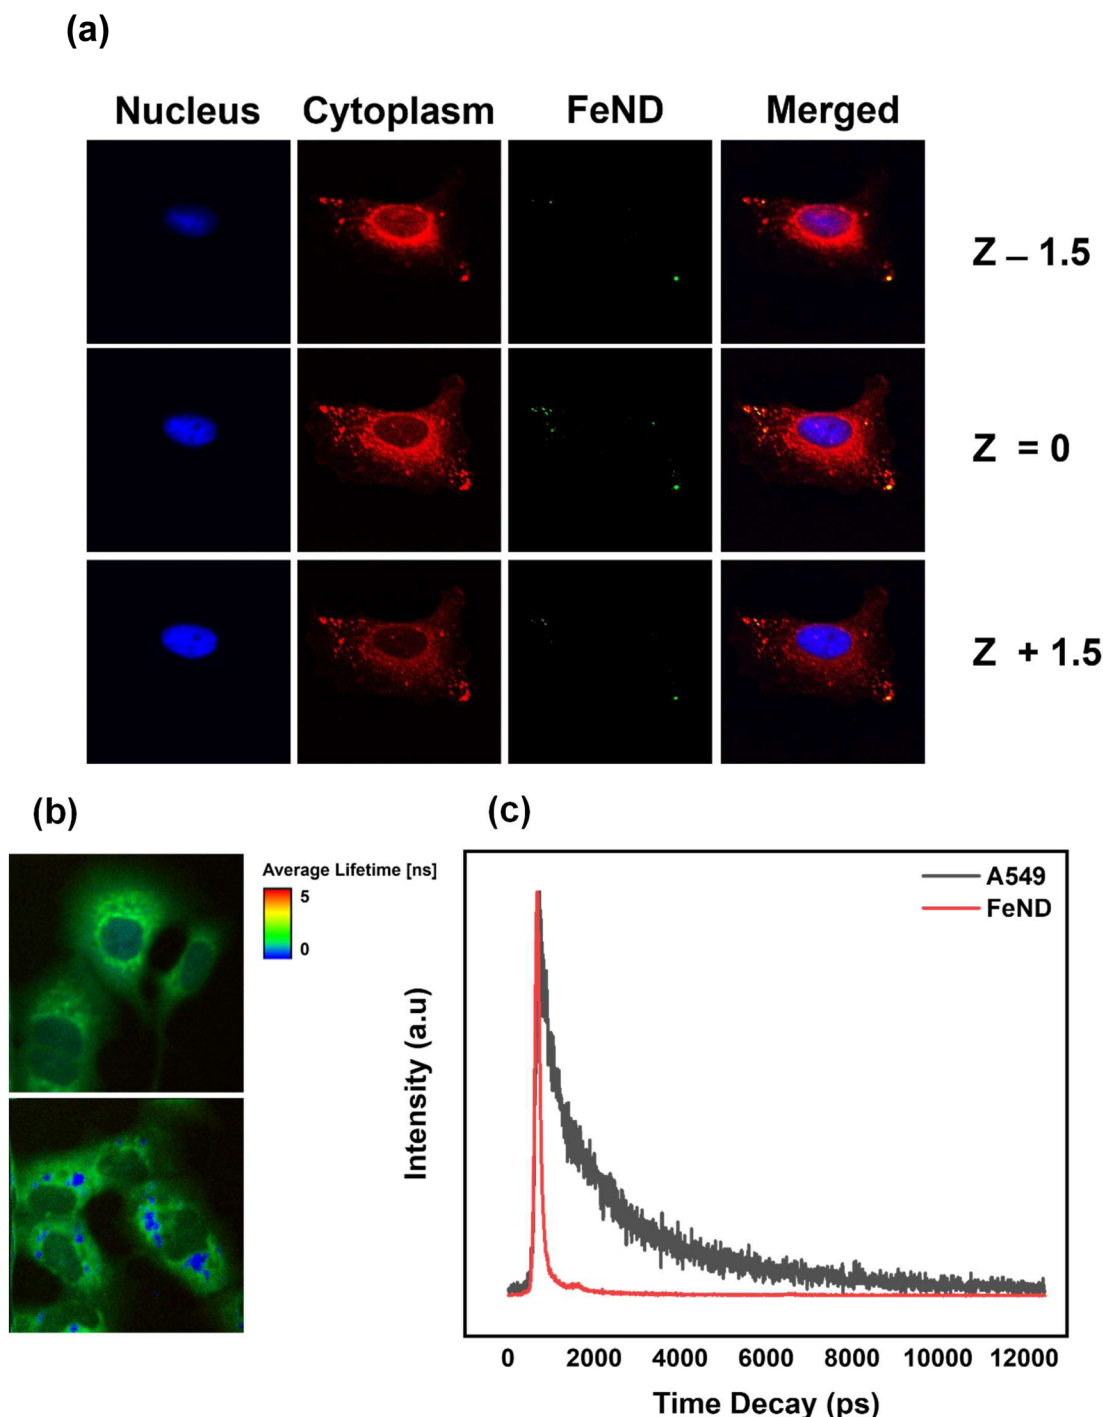 (a)
Nucleus Cytoplasm FeND Merged
Z – 1.5
Z = 0
Z + 1.5
(b)
(c)
Average Lifetime [ns]
5
0
A549
FeND
Intensity (a.u)
0 2000 4000 6000 8000 10000 12000
Time Decay (ps)